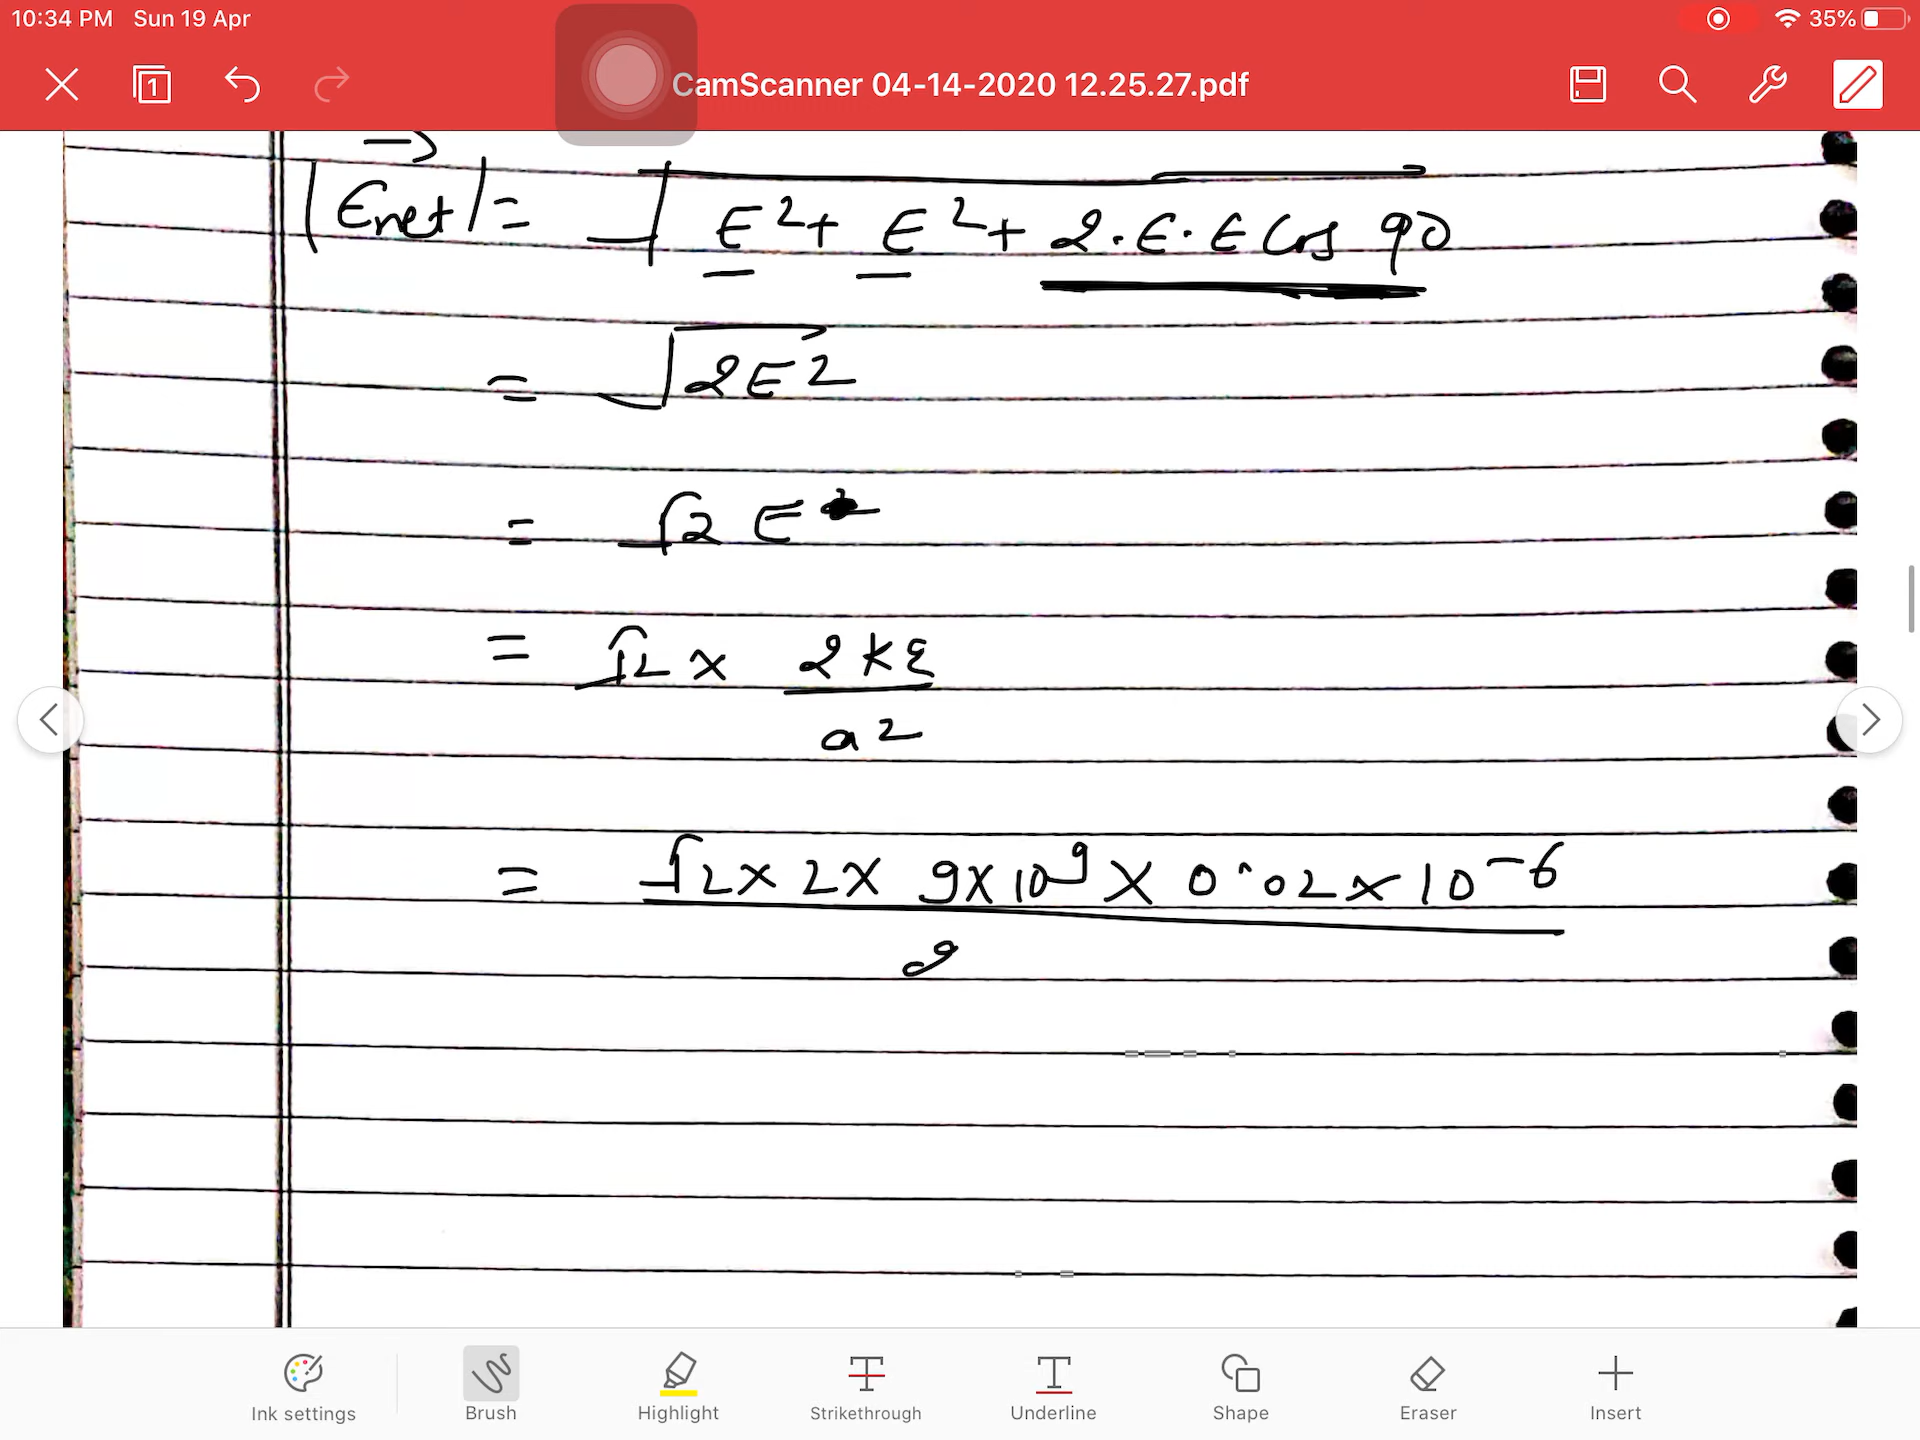 10:34 PM Sun 19 Apr
35%
1
CamScanner 04-14-2020 12.25.27.pdf
|Enet| = √E² + E² + 2.E.E Cos 90
= √2E²
= √2 E
= √2 × 2K
a²
= √2 × 2 × 9 × 10⁹ × 0.02 × 10⁻⁶
Ink settings Brush Highlight Strikethrough Underline Shape Eraser Insert